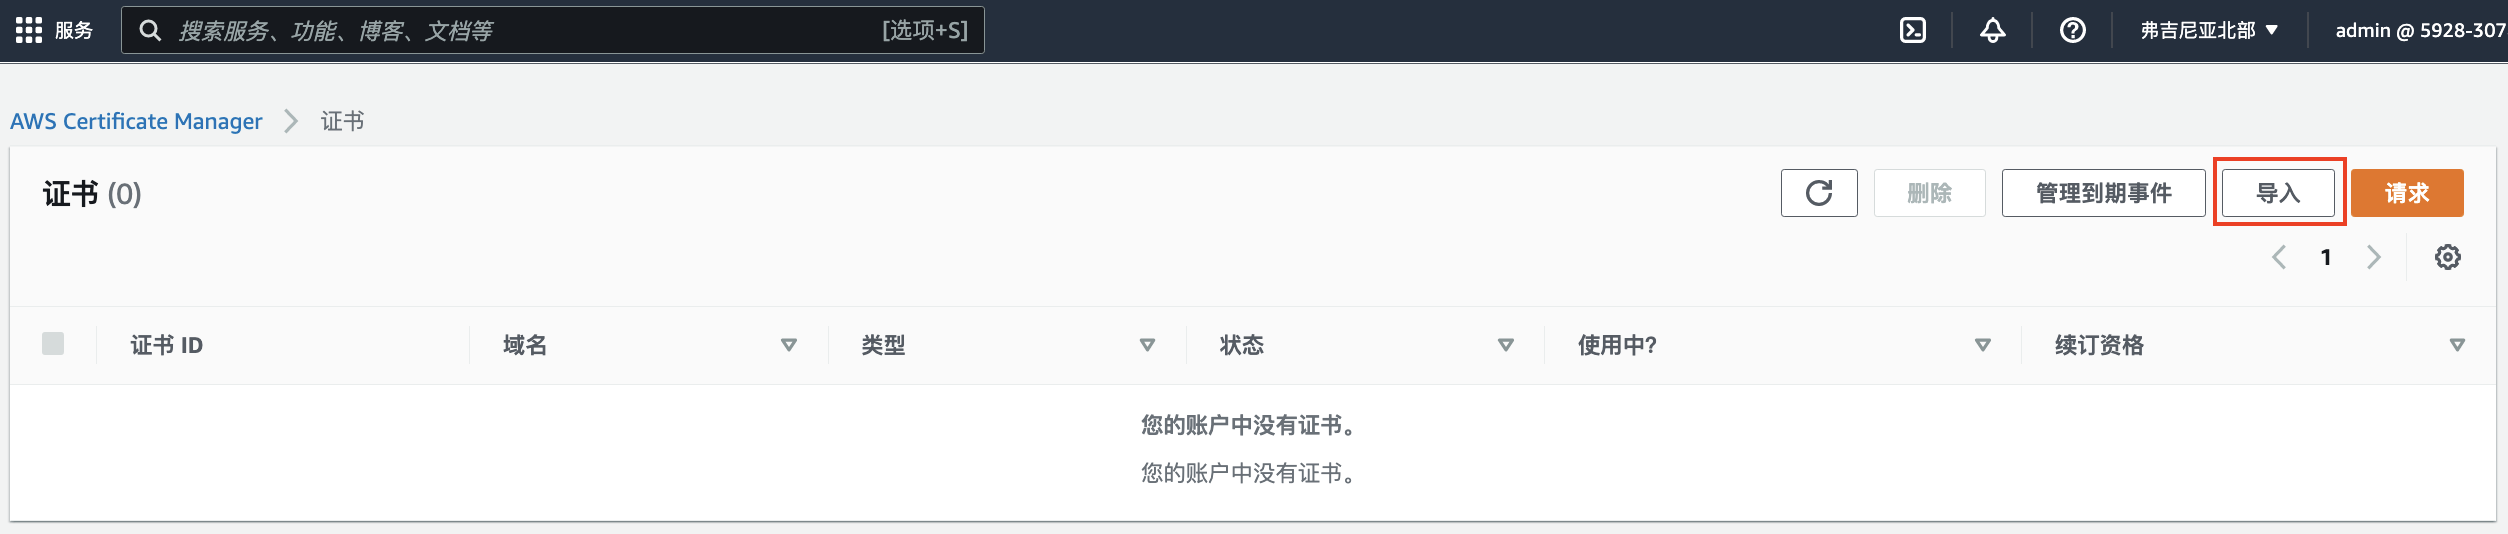 服务 搜索服务、功能、博客、文档等 [选项+S] 弗吉尼亚北部 admin @ 5928-307
AWS Certificate Manager 证书
证书 (0) 删除 管理到期事件 导入 请求
1
证书 ID 域名 类型 状态 使用中? 续订资格
您的账户中没有证书。
您的账户中没有证书。